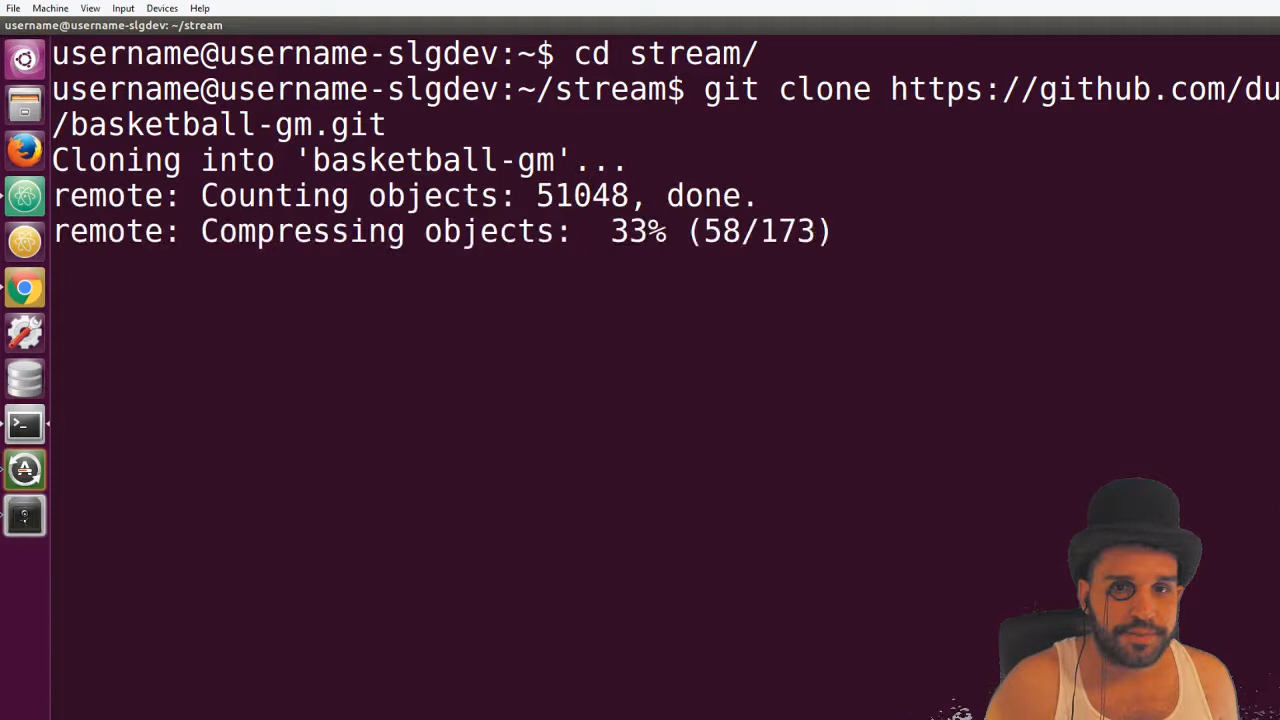 File Machine View Input Devices Help
username@username-slgdev: ~/stream
username@username-slgdev:~$ cd stream/
username@username-slgdev:~/stream$ git clone https://github.com/du
/basketball-gm.git
Cloning into 'basketball-gm'...
remote: Counting objects: 51048, done.
remote: Compressing objects:  33% (58/173)